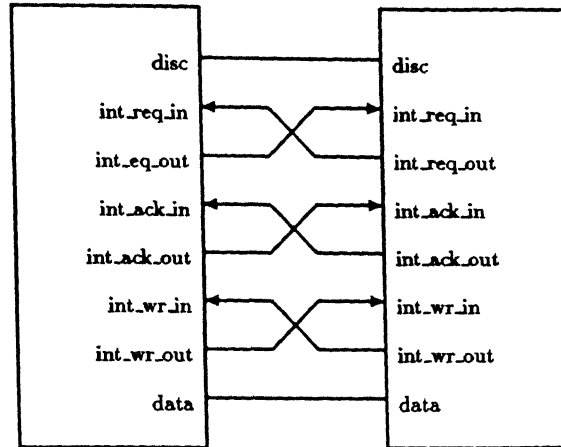 disc
int_req_in
int_eq_out
int_ack_in
int_ack_out
int_wr_in
int_wr_out
data
disc
int_req_in
int_req_out
int_ack_in
int_ack_out
int_wr_in
int_wr_out
data